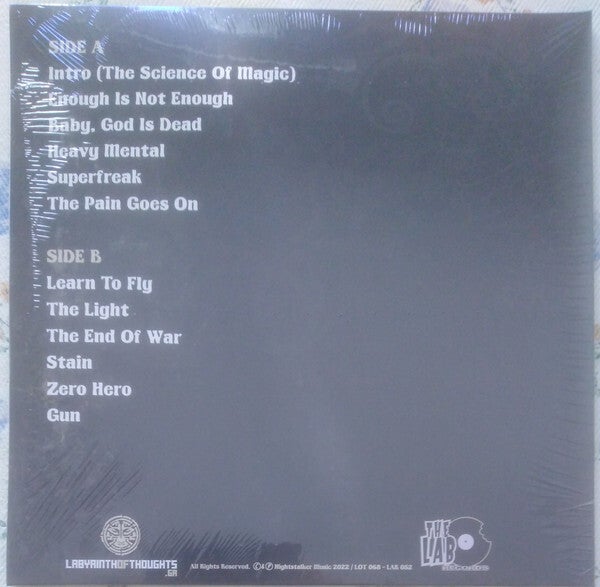 SIDE A
Intro (The Science Of Magic)
Enough Is Not Enough
Baby, God Is Dead
Heavy Mental
Superfreak
The Pain Goes On
SIDE B
Learn To Fly
The Light
The End Of War
Stain
Zero Hero
Gun
LABYRINTHOFTHOUGHTS
.GR
All Rights Reserved. ©&℗ Nightstalker Music 2022 / LOT 068 - LAB 052
THE
LAB
RECORDS